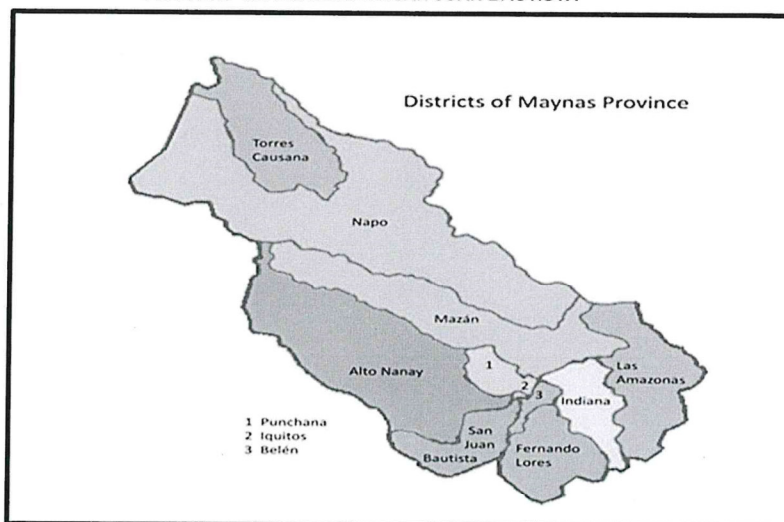 Districts of Maynas Province
Torres
Causana
Napo
Mazán
Alto Nanay
1
2
3
Las
Amazonas
Indiana
San
Juan
Bautista
Fernando
Lores
1 Punchana
2 Iquitos
3 Belén